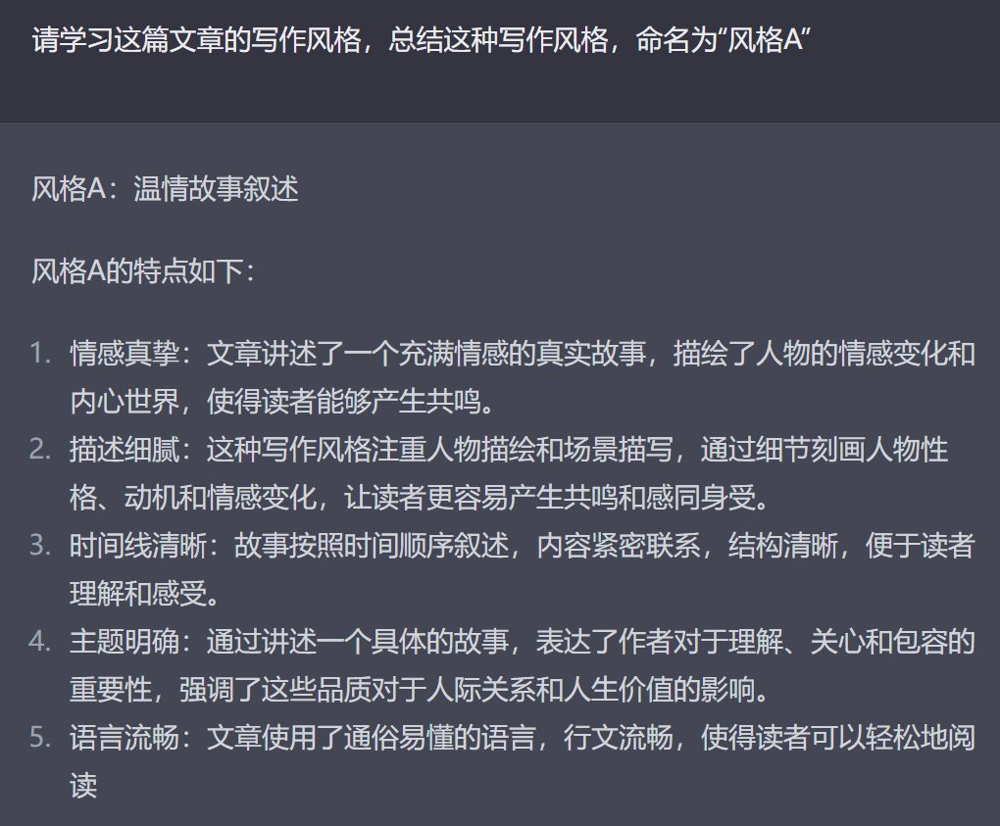 请学习这篇文章的写作风格，总结这种写作风格，命名为“风格A”
风格A：温情故事叙述
风格A的特点如下：
1. 情感真挚：文章讲述了一个充满情感的真实故事，描绘了人物的情感变化和
内心世界，使得读者能够产生共鸣。
2. 描述细腻：这种写作风格注重人物描绘和场景描写，通过细节刻画人物性
格、动机和情感变化，让读者更容易产生共鸣和感同身受。
3. 时间线清晰：故事按照时间顺序叙述，内容紧密联系，结构清晰，便于读者
理解和感受。
4. 主题明确：通过讲述一个具体的故事，表达了作者对于理解、关心和包容的
重要性，强调了这些品质对于人际关系和人生价值的影响。
5. 语言流畅：文章使用了通俗易懂的语言，行文流畅，使得读者可以轻松地阅
读